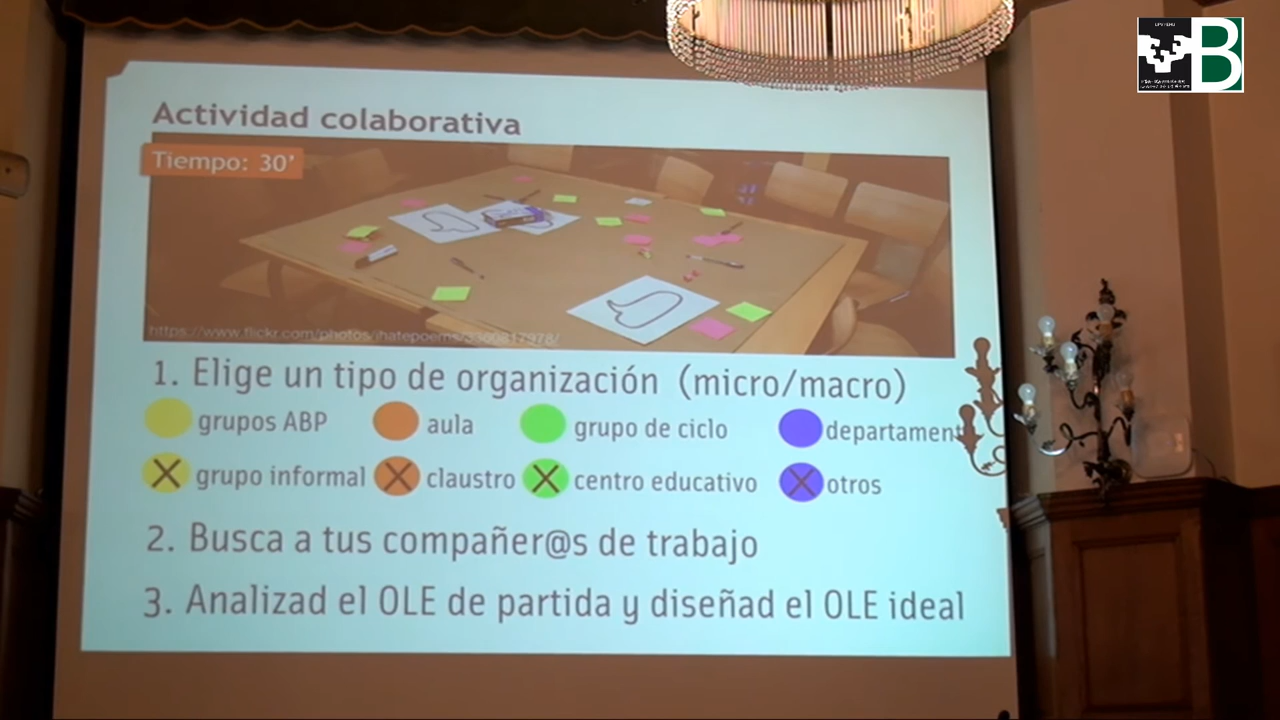 Actividad colaborativa
Tiempo: 30'
1. Elige un tipo de organización (micro/macro)
grupos ABP aula grupo de ciclo departament
grupo informal claustro centro educativo otros
2. Busca a tus compañer@s de trabajo
3. Analizad el OLE de partida y diseñad el OLE ideal
B